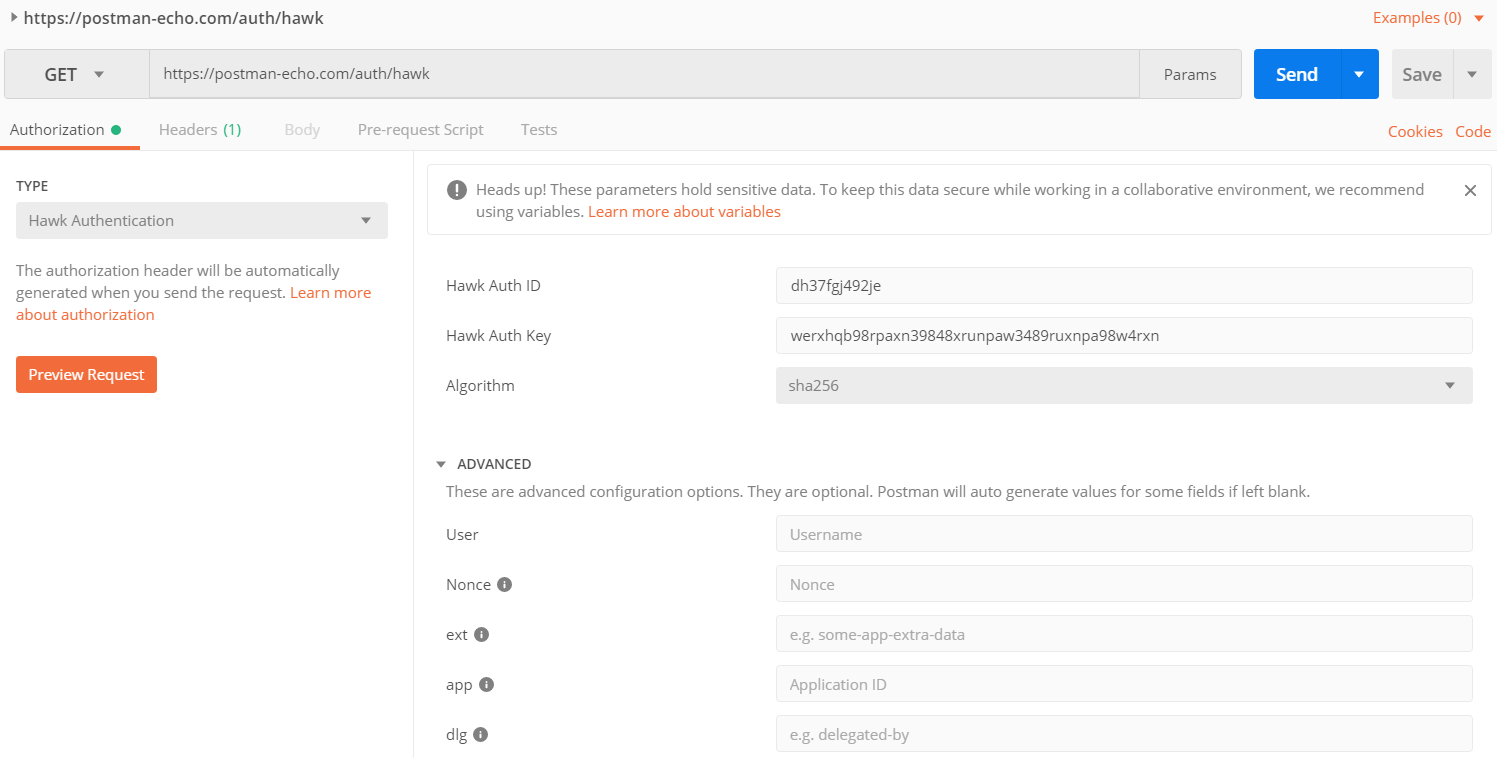 https://postman-echo.com/auth/hawk
Examples (0)
GET
https://postman-echo.com/auth/hawk
Params
Send
Save
Authorization
Headers (1)
Body
Pre-request Script
Tests
Cookies
Code
TYPE
Hawk Authentication
The authorization header will be automatically
generated when you send the request. Learn more
about authorization
Preview Request
Heads up! These parameters hold sensitive data. To keep this data secure while working in a collaborative environment, we recommend
using variables. Learn more about variables
Hawk Auth ID
dh37fgj492je
Hawk Auth Key
werxhqb98rpaxn39848xrunpaw3489ruxnpa98w4rxn
Algorithm
sha256
ADVANCED
These are advanced configuration options. They are optional. Postman will auto generate values for some fields if left blank.
User
Username
Nonce
Nonce
ext
e.g. some-app-extra-data
app
Application ID
dlg
e.g. delegated-by